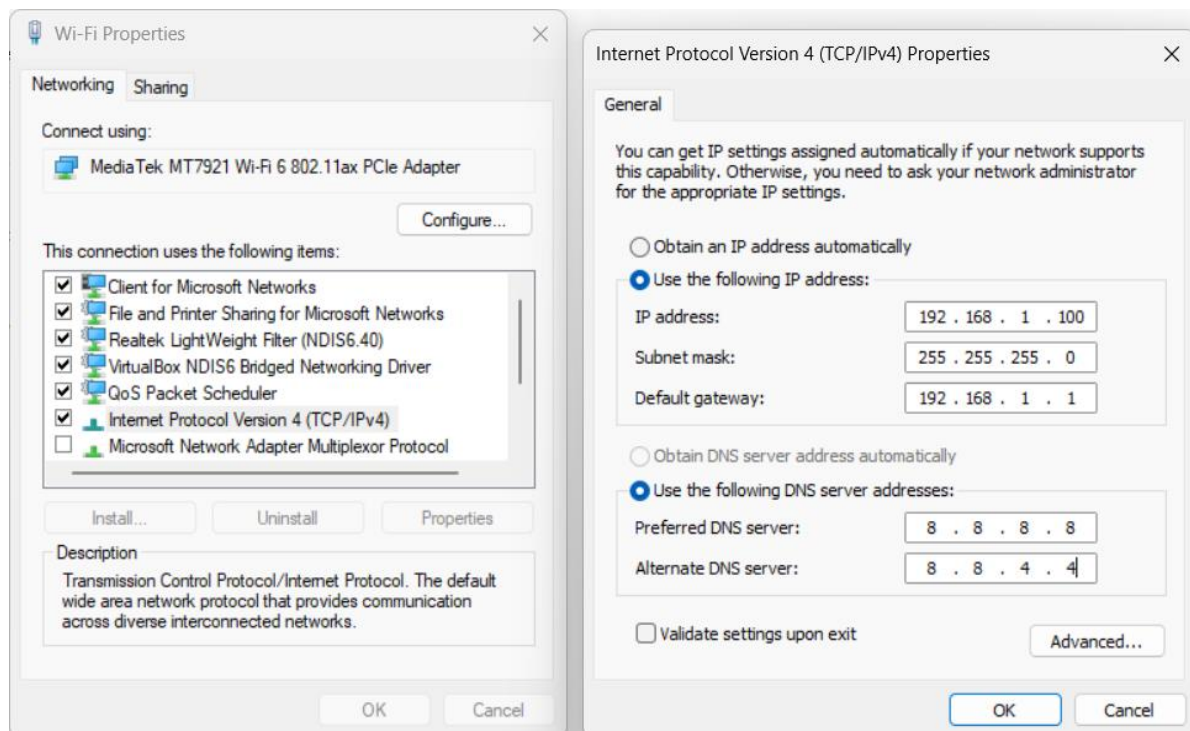 Wi-Fi Properties
Networking
Sharing
Connect using:
MediaTek MT7921 Wi-Fi 6 802.11ax PCIe Adapter
Configure...
This connection uses the following items:
Client for Microsoft Networks
File and Printer Sharing for Microsoft Networks
Realtek LightWeight Filter (NDIS6.40)
VirtualBox NDIS6 Bridged Networking Driver
QoS Packet Scheduler
Internet Protocol Version 4 (TCP/IPv4)
Microsoft Network Adapter Multiplexor Protocol
Install...
Uninstall
Properties
Description
Transmission Control Protocol/Internet Protocol. The default
wide area network protocol that provides communication
across diverse interconnected networks.
OK
Cancel
Internet Protocol Version 4 (TCP/IPv4) Properties
General
You can get IP settings assigned automatically if your network supports
this capability. Otherwise, you need to ask your network administrator
for the appropriate IP settings.
Obtain an IP address automatically
Use the following IP address:
IP address: 192 . 168 . 1 . 100
Subnet mask: 255 . 255 . 255 . 0
Default gateway: 192 . 168 . 1 . 1
Obtain DNS server address automatically
Use the following DNS server addresses:
Preferred DNS server: 8 . 8 . 8 . 8
Alternate DNS server: 8 . 8 . 4 . 4
Validate settings upon exit
Advanced...
OK
Cancel